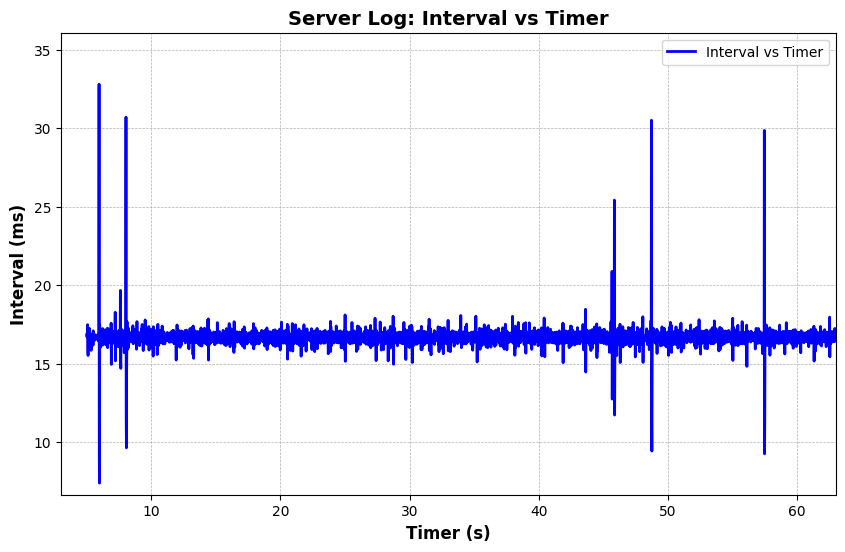 Server Log: Interval vs Timer
Interval vs Timer
35
30
25
20
15
10
Interval (ms)
10 20 30 40 50 60
Timer (s)